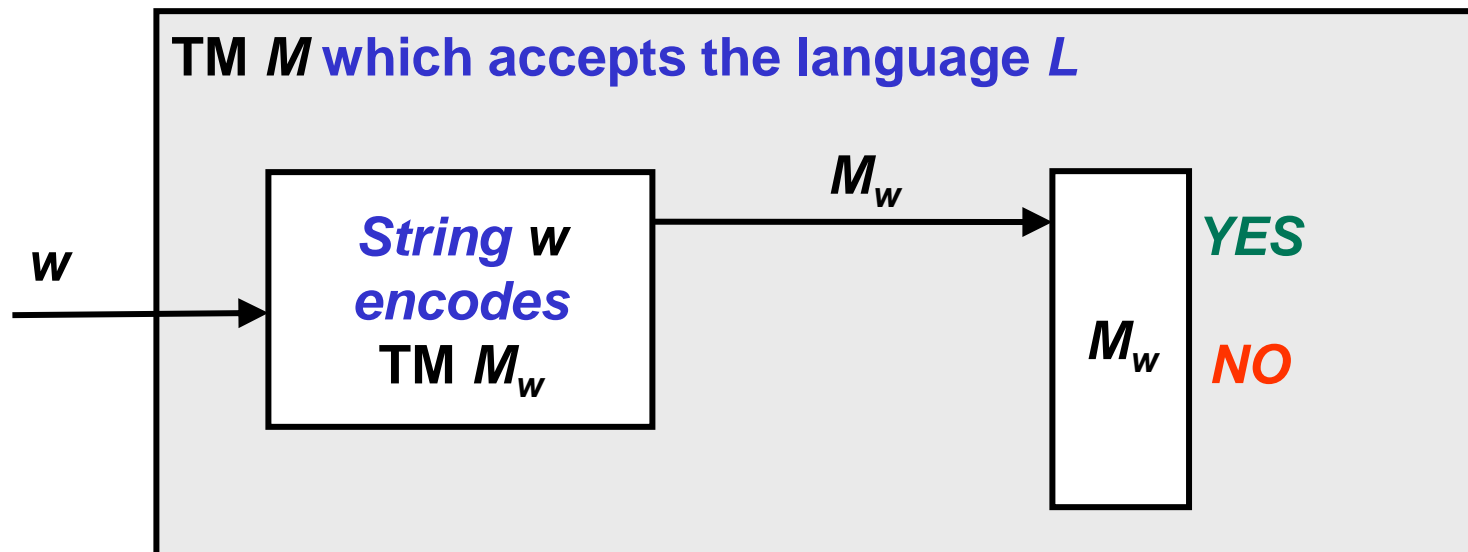 TM M which accepts the language L
Mw
String w
encodes
TM Mw
w
Mw
YES
NO